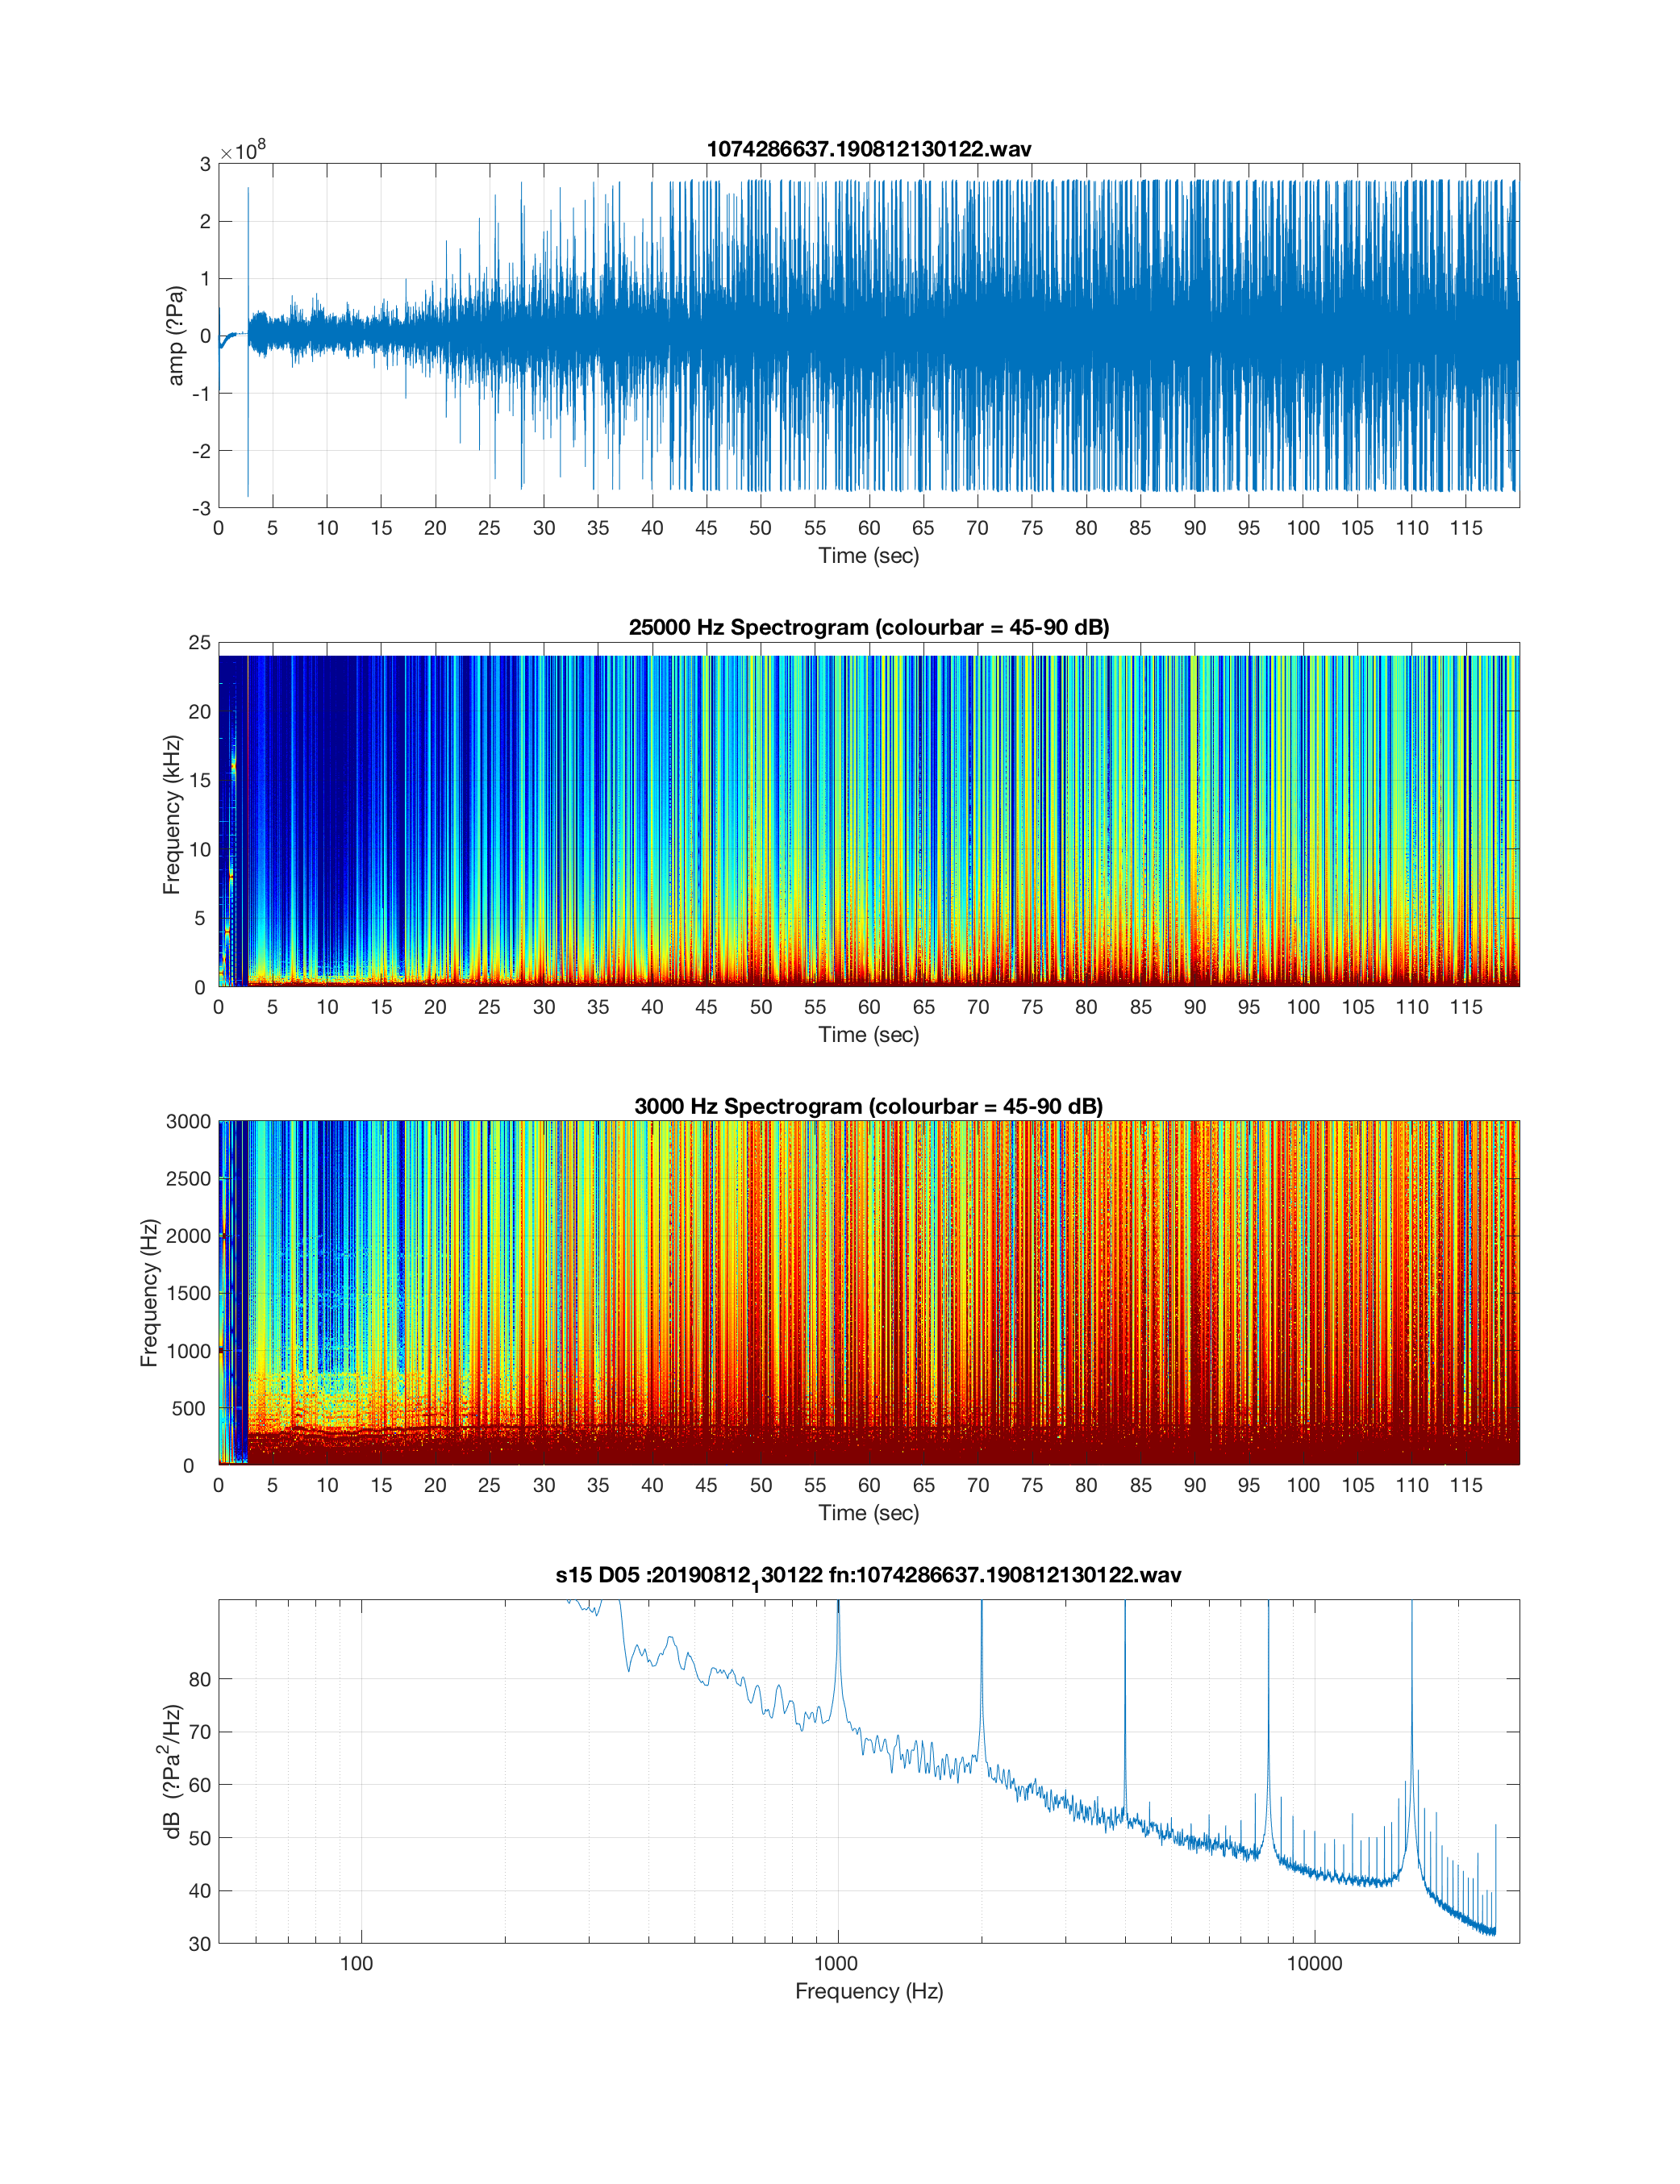 1074286637.190812130122.wav
×10⁸
3
2
1
0
-1
-2
-3
amp (?Pa)
0 5 10 15 20 25 30 35 40 45 50 55 60 65 70 75 80 85 90 95 100 105 110 115
Time (sec)
25000 Hz Spectrogram (colourbar = 45-90 dB)
25
20
15
10
5
0
Frequency (kHz)
0 5 10 15 20 25 30 35 40 45 50 55 60 65 70 75 80 85 90 95 100 105 110 115
Time (sec)
3000 Hz Spectrogram (colourbar = 45-90 dB)
3000
2500
2000
1500
1000
500
0
Frequency (Hz)
0 5 10 15 20 25 30 35 40 45 50 55 60 65 70 75 80 85 90 95 100 105 110 115
Time (sec)
s15 D05 :20190812₁30122 fn:1074286637.190812130122.wav
80
70
60
50
40
30
dB (?Pa²/Hz)
100 1000 10000
Frequency (Hz)